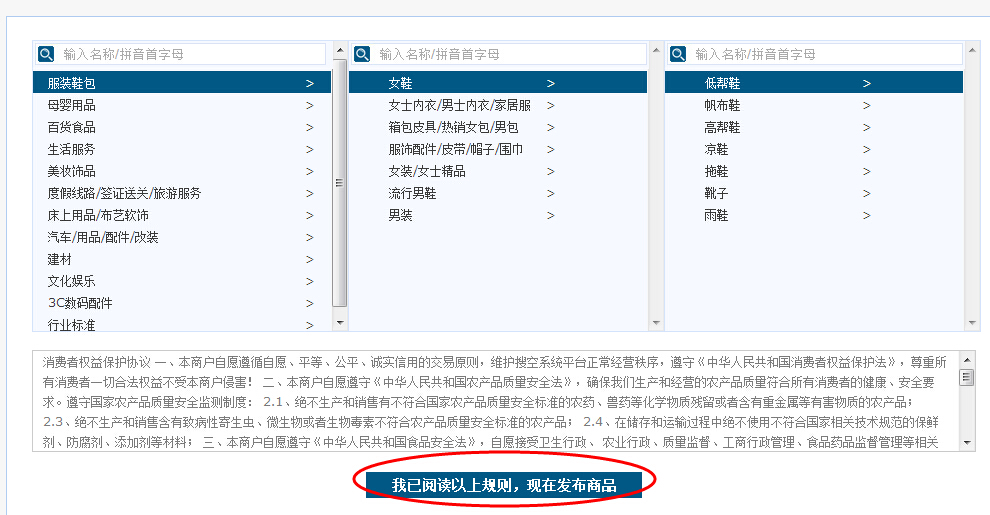 输入名称/拼音首字母
服装鞋包 >
母婴用品 >
百货食品 >
生活服务 >
美妆饰品 >
度假线路/签证送关/旅游服务 >
床上用品/布艺软饰 >
汽车/用品/配件/改装 >
建材 >
文化娱乐 >
3C数码配件 >
行业标准 >
输入名称/拼音首字母
女鞋 >
女士内衣/男士内衣/家居服 >
箱包皮具/热销女包/男包 >
服饰配件/皮带/帽子/围巾 >
女装/女士精品 >
流行男鞋 >
男装 >
输入名称/拼音首字母
低帮鞋 >
帆布鞋 >
高帮鞋 >
凉鞋 >
拖鞋 >
靴子 >
雨鞋 >
消费者权益保护协议 一、本商户自愿遵循自愿、平等、公平、诚实信用的交易原则，维护搜空系统平台正常经营秩序，遵守《中华人民共和国消费者权益保护法》，尊重所
有消费者一切合法权益不受本商户侵害！ 二、本商户自愿遵守《中华人民共和国农产品质量安全法》，确保我们生产和经营的农产品质量符合所有消费者的健康、安全要
求。遵守国家农产品质量安全监测制度： 2.1、绝不生产和销售有不符合国家农产品质量安全标准的农药、兽药等化学物质残留或者含有重金属等有害物质的农产品；
2.3、绝不生产和销售含有致病性寄生虫、微生物或者生物毒素不符合农产品质量安全标准的农产品； 2.4、在储存和运输过程中绝不使用不符合国家相关技术规范的保鲜
剂、防腐剂、添加剂等材料； 三、本商户自愿遵守《中华人民共和国食品安全法》，自愿接受卫生行政、农业行政、质量监督、工商行政管理、食品药品监督管理等相关
我已阅读以上规则，现在发布商品